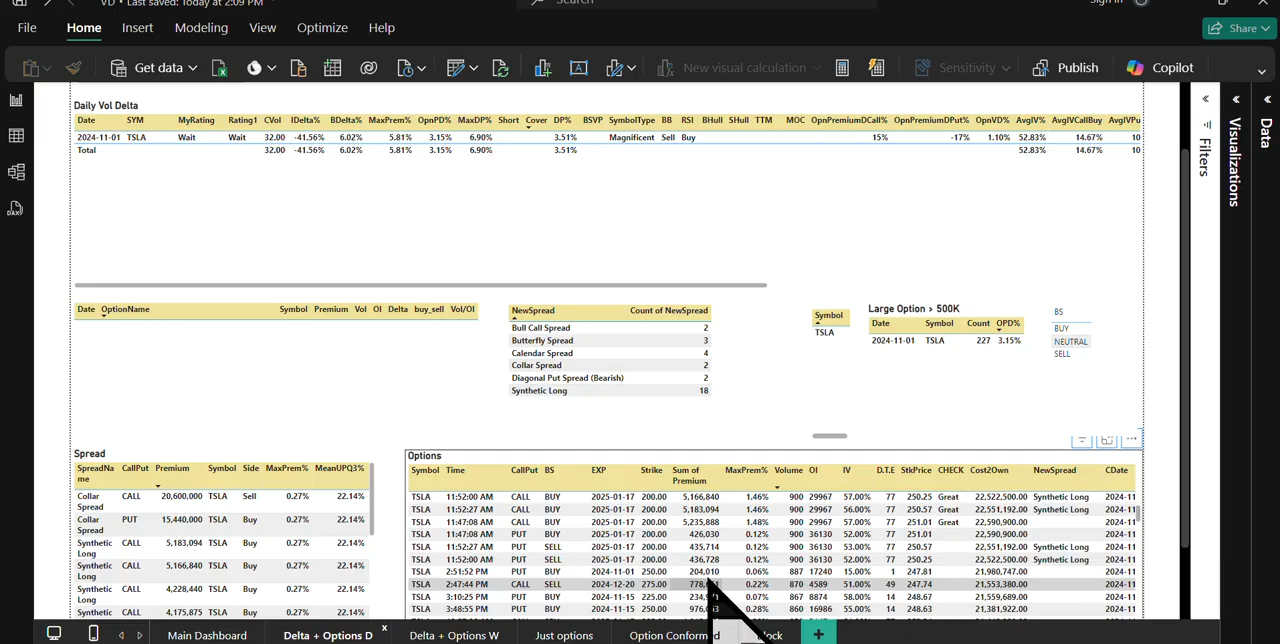 VD • Last saved: Today at 2:09 PM
Search
Sign in
File Home Insert Modeling View Optimize Help
Share
Get data
New visual calculation
Sensitivity
Publish
Copilot
Daily Vol Delta
Date SYM MyRating Rating1 CVol IDelta% BDelta% MaxPrem% OpnPD% MaxDP% Short Cover DP% BSVP SymbolType BB RSI BHull SHull TTM MOC OpnPremiumDCall% OpnPremiumDPut% OpnVD% AvgIV% AvgIVCallBuy AvgIVPu
2024-11-01 TSLA Wait Wait 32.00 -41.56% 6.02% 5.81% 3.15% 6.90% 3.51% Magnificent Sell Buy 15% -17% 1.10% 52.83% 14.67% 10
Total 32.00 -41.56% 6.02% 5.81% 3.15% 6.90% 3.51% 52.83% 14.67% 10
Filters
Visualizations
Data
Date OptionName Symbol Premium Vol OI Delta buy_sell Vol/OI
NewSpread Count of NewSpread
Bull Call Spread 2
Butterfly Spread 3
Calendar Spread 4
Collar Spread 2
Diagonal Put Spread (Bearish) 2
Synthetic Long 18
Symbol
TSLA
Large Option > 500K
Date Symbol Count OPD%
2024-11-01 TSLA 227 3.15%
BS
BUY
NEUTRAL
SELL
Spread
SpreadNa CallPut Premium Symbol Side MaxPrem% MeanUPQ3%
me
Collar CALL 20,600,000 TSLA Sell 0.27% 22.14%
Spread
Collar PUT 15,440,000 TSLA Buy 0.27% 22.14%
Spread
Synthetic CALL 5,183,094 TSLA Buy 0.27% 22.14%
Long
Synthetic CALL 5,166,840 TSLA Buy 0.27% 22.14%
Long
Synthetic CALL 4,228,440 TSLA Buy 0.27% 22.14%
Long
Synthetic CALL 4,175,875 TSLA Buy 0.27% 22.14%
Options
Symbol Time CallPut BS EXP Strike Sum of Premium MaxPrem% Volume OI IV D.T.E StkPrice CHECK Cost2Own NewSpread CDate
TSLA 11:52:00 AM CALL BUY 2025-01-17 200.00 5,166,840 1.46% 900 29967 57.00% 77 250.25 Great 22,522,500.00 Synthetic Long 2024-11
TSLA 11:52:27 AM CALL BUY 2025-01-17 200.00 5,183,094 1.46% 900 29967 56.00% 77 250.57 Great 22,551,192.00 Synthetic Long 2024-11
TSLA 11:47:08 AM CALL BUY 2025-01-17 200.00 5,235,888 1.48% 900 29967 57.00% 77 251.01 Great 22,590,900.00 2024-11
TSLA 11:47:08 AM PUT BUY 2025-01-17 200.00 426,030 0.12% 900 36130 52.00% 77 251.01 22,590,900.00 2024-11
TSLA 11:52:27 AM PUT SELL 2025-01-17 200.00 435,714 0.12% 900 36130 53.00% 77 250.57 22,551,192.00 Synthetic Long 2024-11
TSLA 11:52:00 AM PUT SELL 2025-01-17 200.00 436,728 0.12% 900 36130 52.00% 77 250.25 22,522,500.00 Synthetic Long 2024-11
TSLA 2:51:52 PM PUT BUY 2024-11-01 250.00 204,010 0.06% 887 17240 15.00% 1 247.81 21,980,747.00 2024-11
TSLA 2:47:44 PM CALL SELL 2024-12-20 275.00 0.22% 870 4589 51.00% 49 247.74 21,553,380.00 2024-11
TSLA 3:10:25 PM PUT BUY 2024-11-15 225.00 0.07% 867 8874 58.00% 14 248.67 21,559,689.00 2024-11
TSLA 3:48:55 PM PUT BUY 2024-11-15 250.00 0.28% 860 16986 55.00% 14 248.63 21,381,922.00 2024-11
Main Dashboard Delta + Options D x Delta + Options W Just options Option